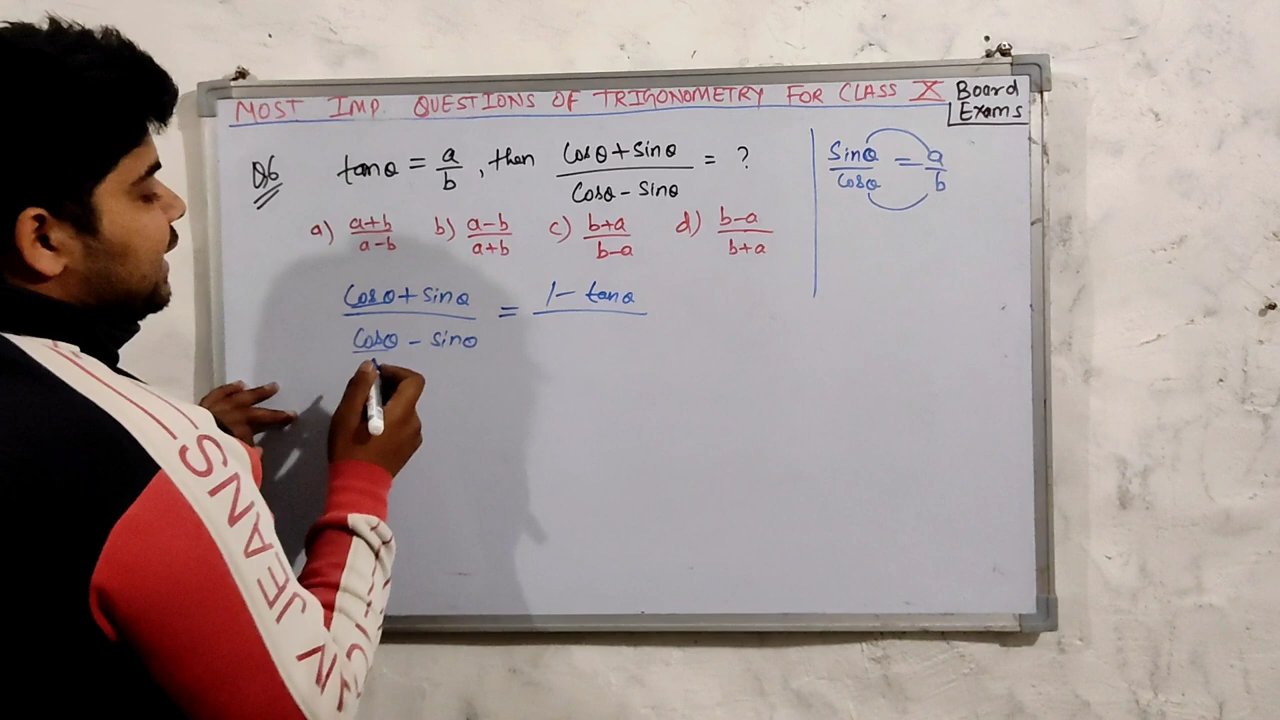 MOST IMP. QUESTIONS OF TRIGONOMETRY FOR CLASS X Board Exams
Q6 tanθ = a/b , then (Cosθ + Sinθ)/(Cosθ - Sinθ) = ?
a) (a+b)/(a-b) b) (a-b)/(a+b) c) (b+a)/(b-a) d) (b-a)/(b+a)
(Cosθ + Sinθ)/(Cosθ - Sinθ) = 1 - tanθ
Sinθ/Cosθ = a/b
JEANS